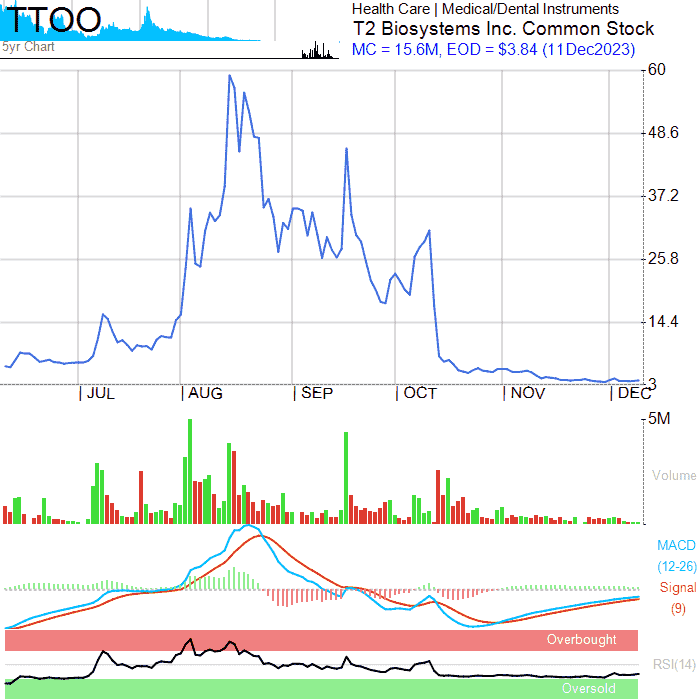 TTOO
5yr Chart
Health Care | Medical/Dental Instruments
T2 Biosystems Inc. Common Stock
MC = 15.6M, EOD = $3.84 (11Dec2023)
60
48.6
37.2
25.8
14.4
3
| JUL | AUG | SEP | OCT | NOV | DEC
5M
Volume
MACD
(12-26)
Signal
(9)
Overbought
RSI(14)
Oversold